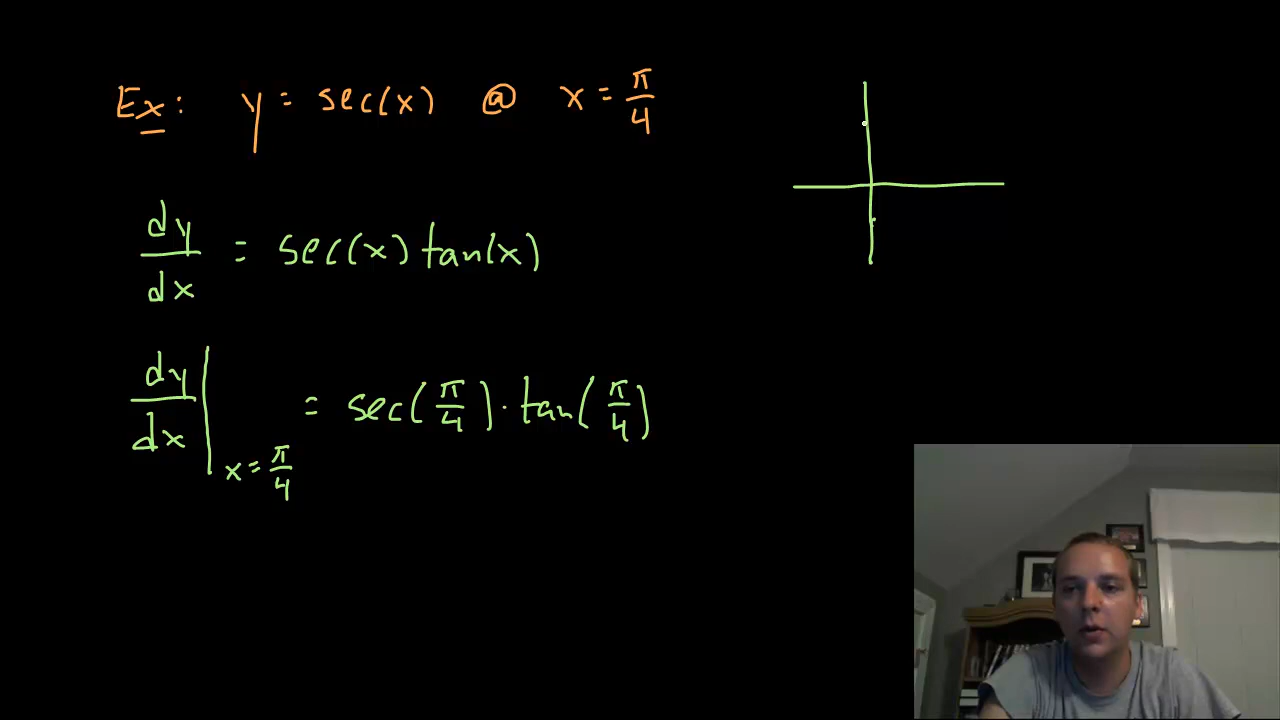 Ex: y = sec(x) @ x = π/4
dy/dx = sec(x) tan(x)
dy/dx | x = π/4 = sec(π/4) · tan(π/4)